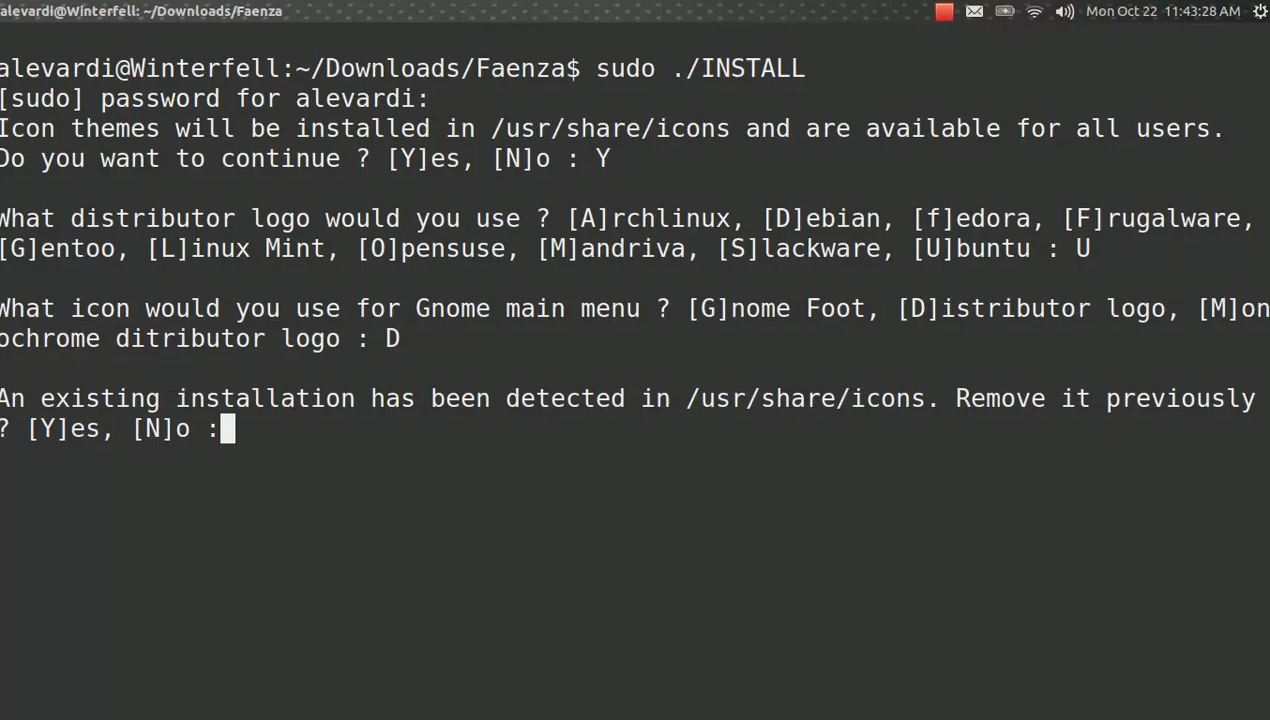 alevardi@Winterfell: ~/Downloads/Faenza Mon Oct 22 11:43:28 AM
alevardi@Winterfell:~/Downloads/Faenza$ sudo ./INSTALL
[sudo] password for alevardi:
Icon themes will be installed in /usr/share/icons and are available for all users.
Do you want to continue ? [Y]es, [N]o : Y
What distributor logo would you use ? [A]rchlinux, [D]ebian, [f]edora, [F]rugalware,
[G]entoo, [L]inux Mint, [O]pensuse, [M]andriva, [S]lackware, [U]buntu : U
What icon would you use for Gnome main menu ? [G]nome Foot, [D]istributor logo, [M]on
ochrome ditributor logo : D
An existing installation has been detected in /usr/share/icons. Remove it previously
? [Y]es, [N]o :